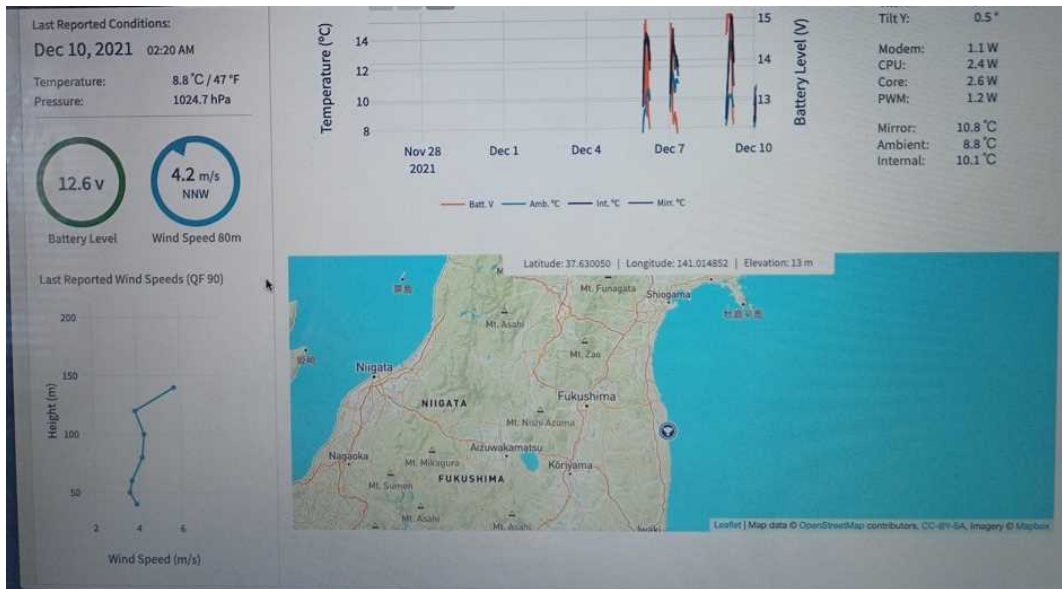 Last Reported Conditions:
Dec 10, 2021 02:20 AM
Temperature: 8.8 °C / 47 °F
Pressure: 1024.7 hPa
12.6 v
Battery Level
4.2 m/s
NNW
Wind Speed 80m
Last Reported Wind Speeds (QF 90)
Height (m)
200
150
100
50
2 4 6
Wind Speed (m/s)
Temperature (°C)
14
12
10
8
15
14
13
Battery Level (V)
Nov 28 Dec 1 Dec 4 Dec 7 Dec 10
2021
Batt. V Amb. °C Int. °C Mirr. °C
Tilt Y: 0.5 °
Modem: 1.1 W
CPU: 2.4 W
Core: 2.6 W
PWM: 1.2 W
Mirror: 10.8 °C
Ambient: 8.8 °C
Internal: 10.1 °C
Latitude: 37.630050 | Longitude: 141.014852 | Elevation: 13 m
Mt. Funagata
Shiogama
Mt. Asahi
Mt. Zao
Niigata
Fukushima
NIIGATA
Mt. Nishi Azuma
Aizuwakamatsu
Nagaoka
Mt. Mikagura
Kōriyama
Mt. Sumon
FUKUSHIMA
Mt. Asahi
Mt. Asahi
Iwaki
Leaflet | Map data © OpenStreetMap contributors, CC-BY-SA, Imagery © Mapbox